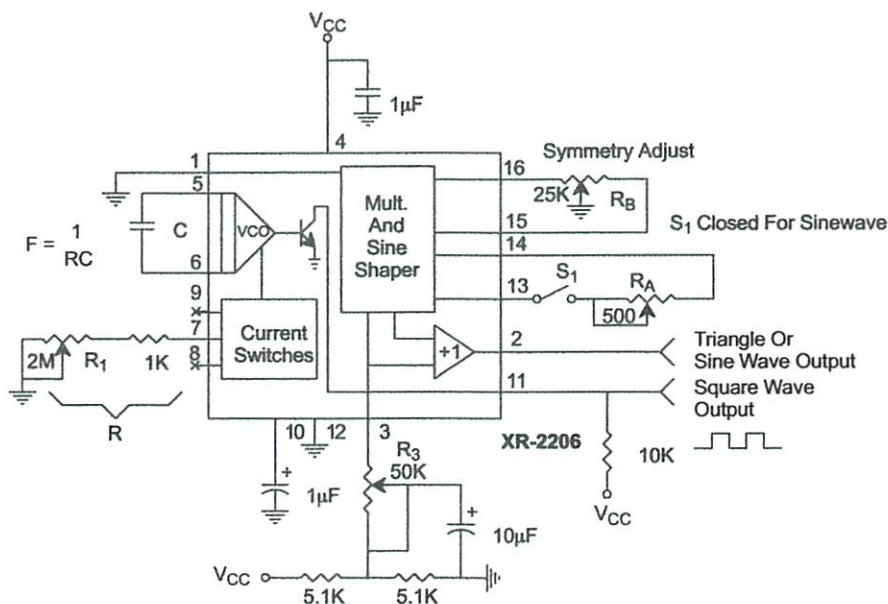 VCC
1μF
4
1
16
Symmetry Adjust
5
25K
RB
Mult.
And
Sine
Shaper
15
S1 Closed For Sinewave
C
VCO
14
F = 1
RC
6
13
S1
RA
9
500
7
Current
Switches
+1
2
Triangle Or
Sine Wave Output
2M
R1
1K
8
11
Square Wave
Output
R
10
12
3
XR-2206
10K
R3
50K
+
1μF
+
10μF
VCC
VCC
5.1K
5.1K